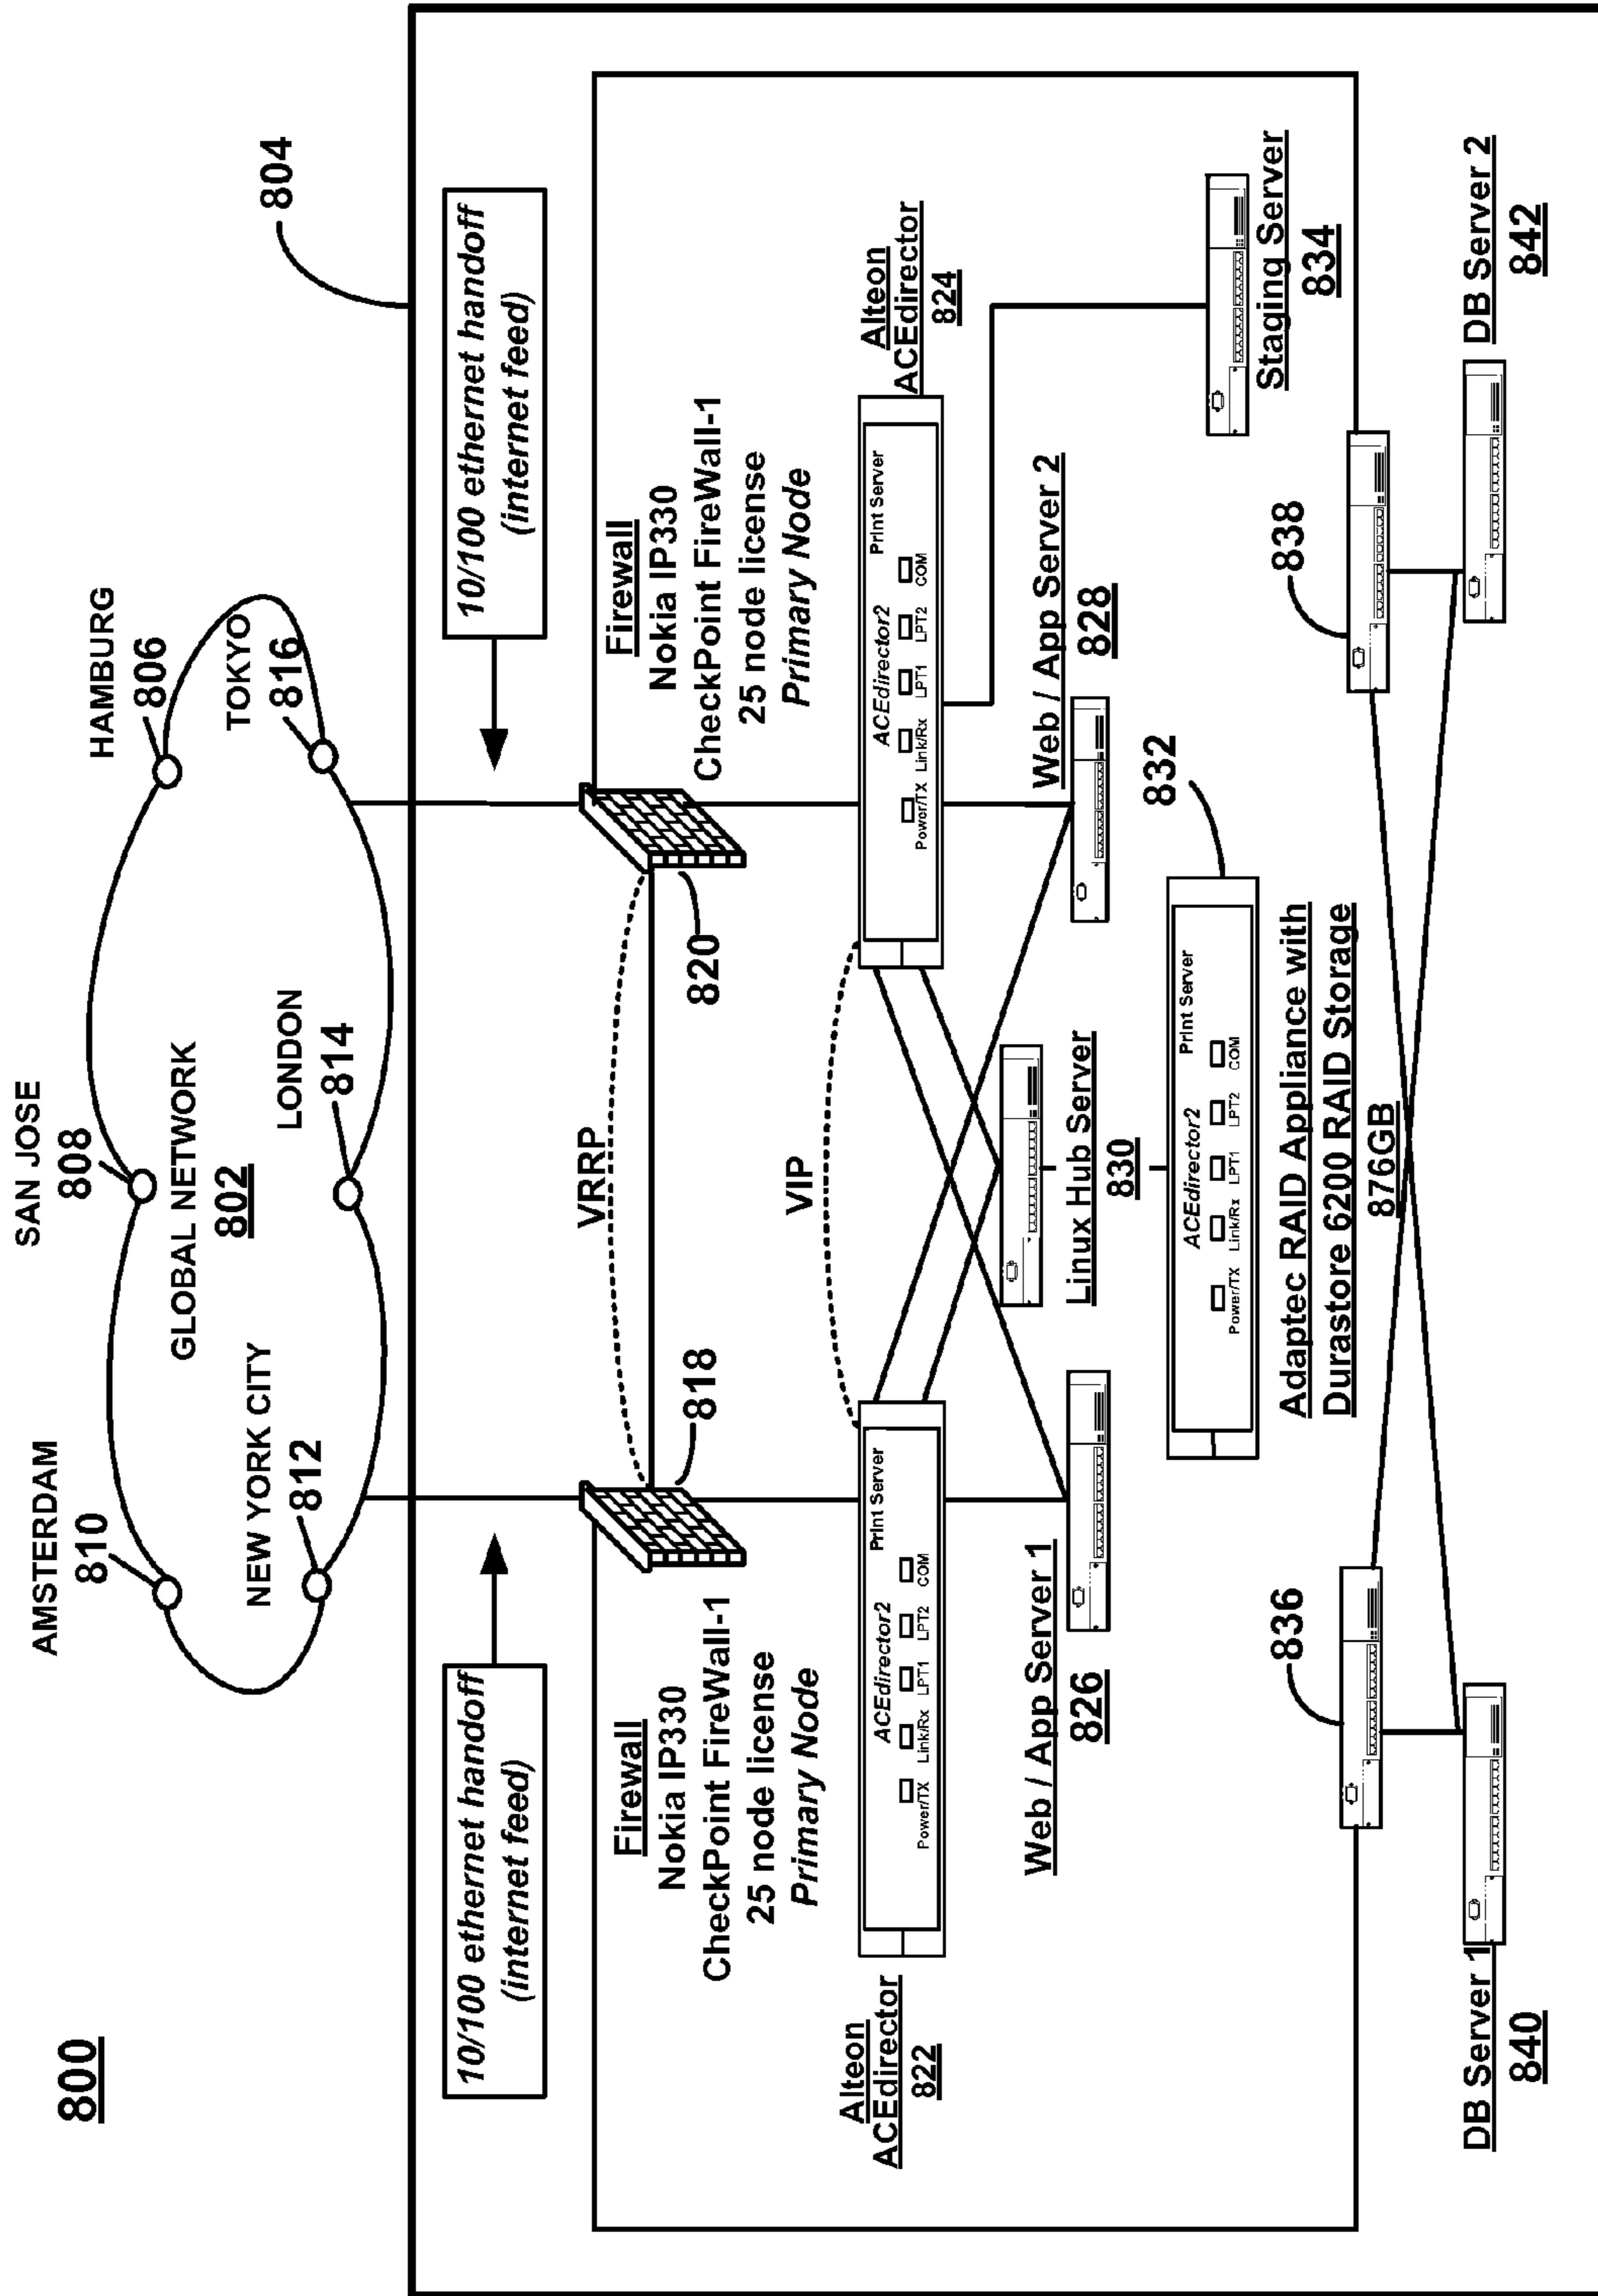 800
AMSTERDAM
810
SAN JOSE
808
HAMBURG
806
NEW YORK CITY
812
GLOBAL NETWORK
802
LONDON
814
TOKYO
816
804
10/100 ethernet handoff
(internet feed)
10/100 ethernet handoff
(internet feed)
Firewall
Nokia IP330
CheckPoint FireWall-1
25 node license
Primary Node
818
VRRP
820
Firewall
Nokia IP330
CheckPoint FireWall-1
25 node license
Primary Node
Alteon
ACEdirector
822
ACEdirector2
Print Server
Power/TX
Link/Rx
LPT1
LPT2
COM
VIP
ACEdirector2
Print Server
Power/TX
Link/Rx
LPT1
LPT2
COM
Alteon
ACEdirector
824
Web / App Server 1
826
Linux Hub Server
830
Web / App Server 2
828
Staging Server
834
832
ACEdirector2
Print Server
Power/TX
Link/Rx
LPT1
LPT2
COM
Adaptec RAID Appliance with
Durastore 6200 RAID Storage
876GB
836
838
DB Server 1
840
DB Server 2
842